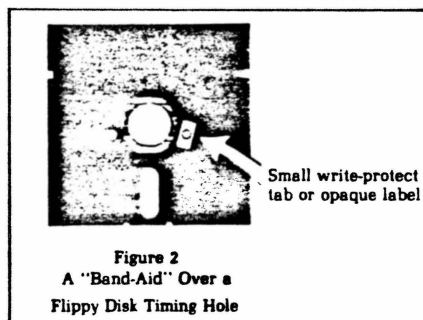 Small write-protect
tab or opaque label
Figure 2
A "Band-Aid" Over a
Flippy Disk Timing Hole